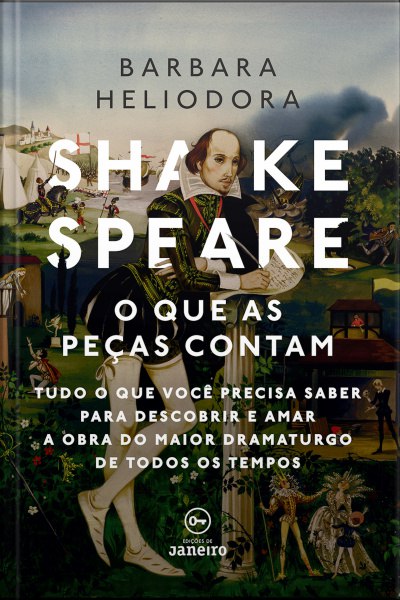 BARBARA
HELIODORA
SHAKE
SPEARE
O QUE AS
PEÇAS CONTAM
TUDO O QUE VOCÊ PRECISA SABER
PARA DESCOBRIR E AMAR
A OBRA DO MAIOR DRAMATURGO
DE TODOS OS TEMPOS
EDIÇÕES DE
JANEIRO